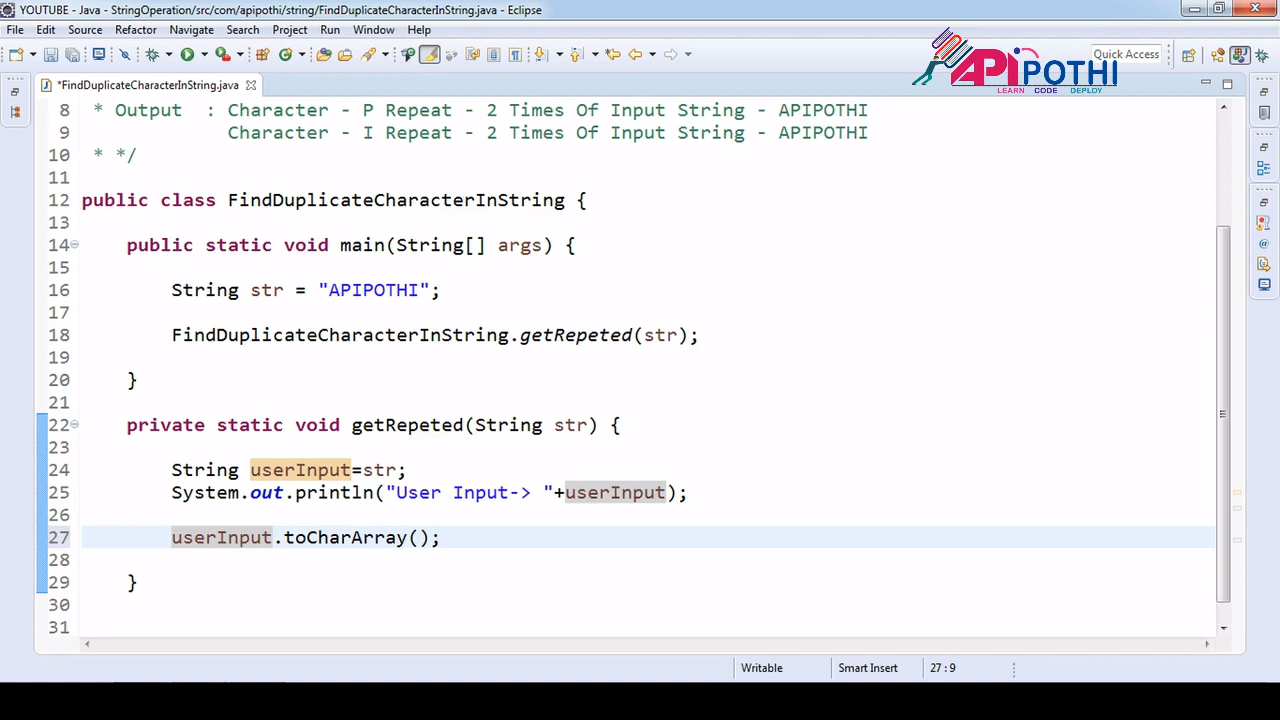 YOUTUBE - Java - StringOperation/src/com/apipothi/string/FindDuplicateCharacterInString.java - Eclipse
File Edit Source Refactor Navigate Search Project Run Window Help
Quick Access
APIPOTHI
LEARN CODE DEPLOY
*FindDuplicateCharacterInString.java
8 * Output : Character - P Repeat - 2 Times Of Input String - APIPOTHI
9 Character - I Repeat - 2 Times Of Input String - APIPOTHI
10 * */
11
12 public class FindDuplicateCharacterInString {
13
14 public static void main(String[] args) {
15
16 String str = "APIPOTHI";
17
18 FindDuplicateCharacterInString.getRepeted(str);
19
20 }
21
22 private static void getRepeted(String str) {
23
24 String userInput=str;
25 System.out.println("User Input-> "+userInput);
26
27 userInput.toCharArray();
28
29 }
30
31
Writable Smart Insert 27 : 9